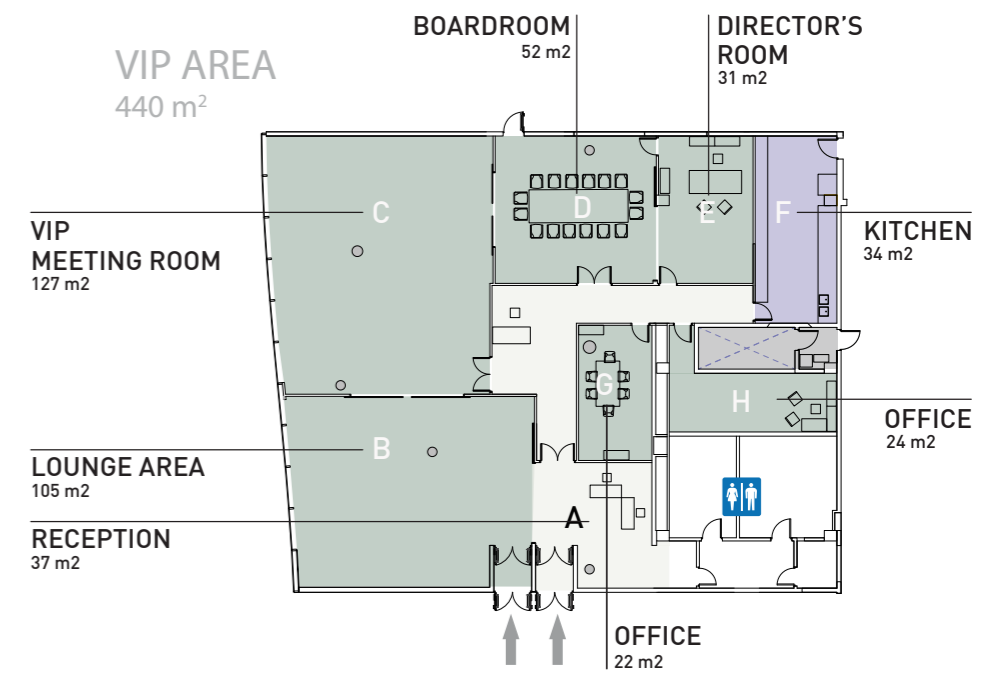 BOARDROOM
52 m2
DIRECTOR'S
ROOM
31 m2
VIP AREA
440 m²
C
D
E
F
VIP
MEETING ROOM
127 m2
KITCHEN
34 m2
G
H
OFFICE
24 m2
B
LOUNGE AREA
105 m2
A
RECEPTION
37 m2
OFFICE
22 m2